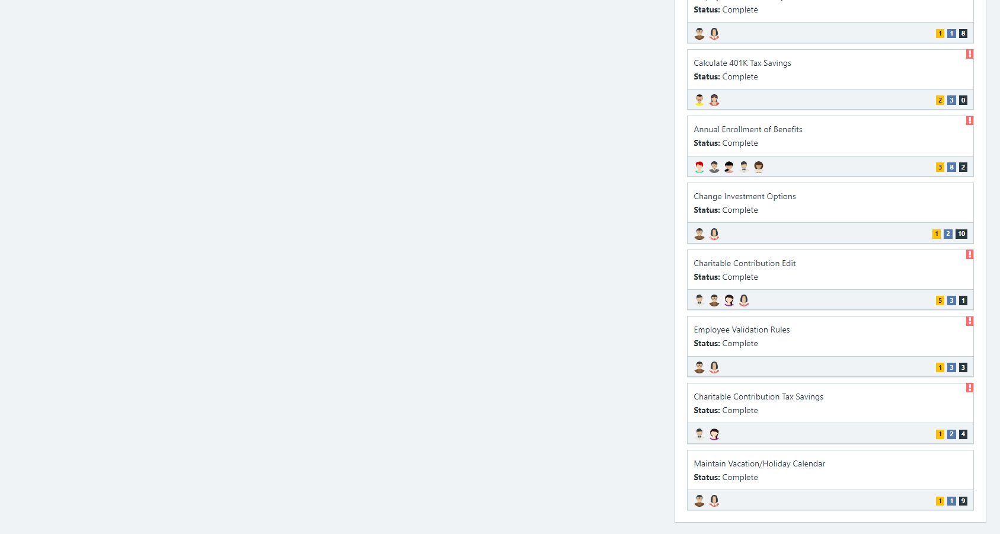 Status: Complete
1 1 8
!
Calculate 401K Tax Savings
Status: Complete
2 3 0
!
Annual Enrollment of Benefits
Status: Complete
3 8 2
Change Investment Options
Status: Complete
1 2 10
!
Charitable Contribution Edit
Status: Complete
5 3 1
!
Employee Validation Rules
Status: Complete
1 3 3
!
Charitable Contribution Tax Savings
Status: Complete
1 2 4
Maintain Vacation/Holiday Calendar
Status: Complete
1 1 9